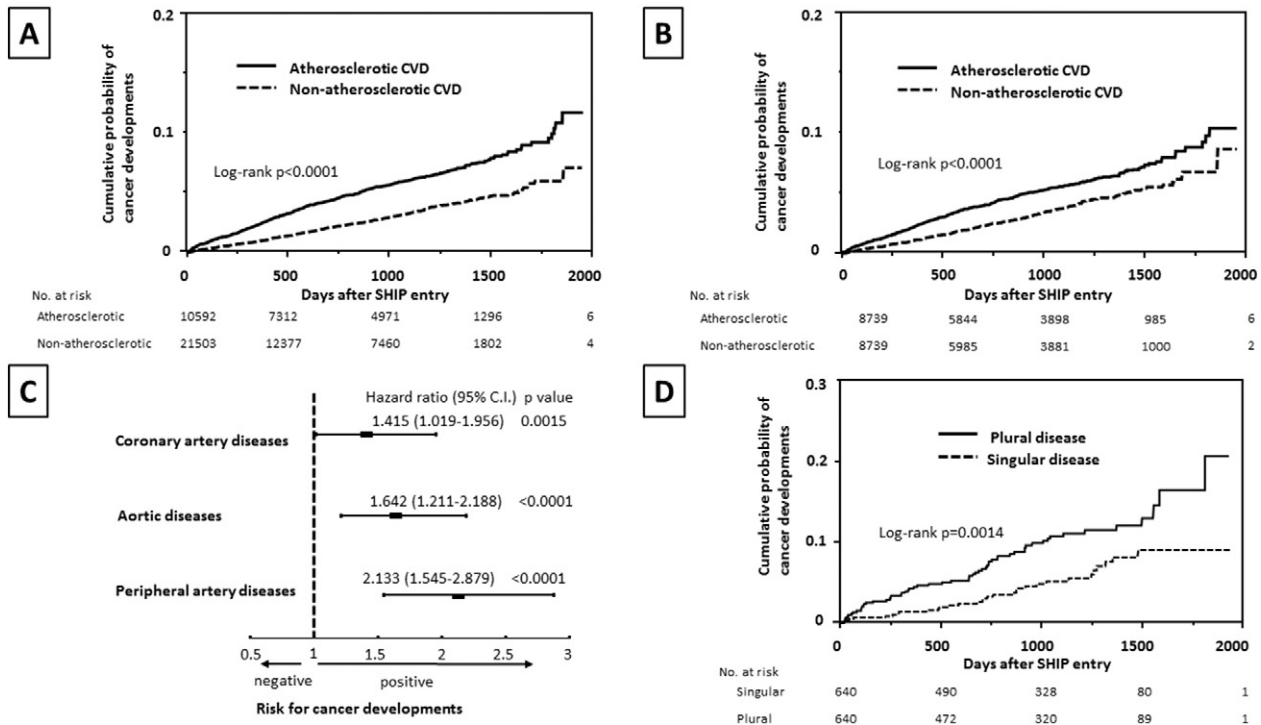 A
Cumulative probability of
cancer developments
0.2
0.1
0
Atherosclerotic CVD
Non-atherosclerotic CVD
Log-rank p<0.0001
0 500 1000 1500 2000
Days after SHIP entry
No. at risk
Atherosclerotic 10592 7312 4971 1296 6
Non-atherosclerotic 21503 12377 7460 1802 4
B
Cumulative probability of
cancer developments
0.2
0.1
0
Atherosclerotic CVD
Non-atherosclerotic CVD
Log-rank p<0.0001
0 500 1000 1500 2000
Days after SHIP entry
No. at risk
Atherosclerotic 8739 5844 3898 985 6
Non-atherosclerotic 8739 5985 3881 1000 2
C
Hazard ratio (95% C.I.) p value
1.415 (1.019-1.956) 0.0015
Coronary artery diseases
1.642 (1.211-2.188) <0.0001
Aortic diseases
2.133 (1.545-2.879) <0.0001
Peripheral artery diseases
0.5 1 1.5 2 2.5 3
negative positive
Risk for cancer developments
D
Cumulative probability of
cancer developments
0.3
0.2
0.1
0
Plural disease
Singular disease
Log-rank p=0.0014
0 500 1000 1500 2000
Days after SHIP entry
No. at risk
Singular 640 490 328 80 1
Plural 640 472 320 89 1